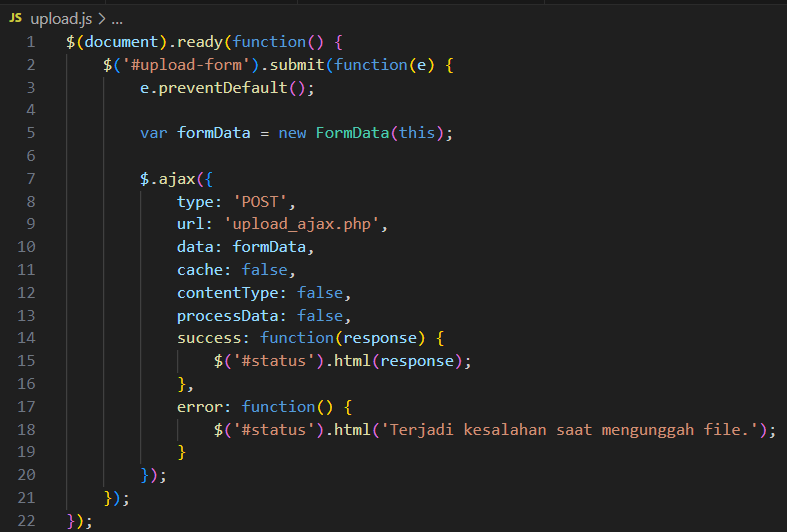 JS upload.js > ...
1 $(document).ready(function() {
2     $('#upload-form').submit(function(e) {
3         e.preventDefault();
4
5         var formData = new FormData(this);
6
7         $.ajax({
8             type: 'POST',
9             url: 'upload_ajax.php',
10             data: formData,
11             cache: false,
12             contentType: false,
13             processData: false,
14             success: function(response) {
15                 $('#status').html(response);
16             },
17             error: function() {
18                 $('#status').html('Terjadi kesalahan saat mengunggah file.');
19             }
20         });
21     });
22 });